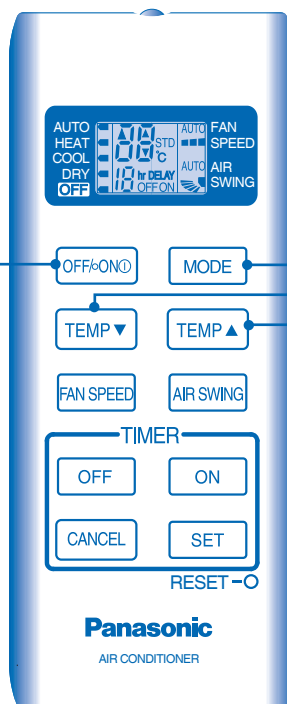 AUTO
HEAT
COOL
DRY
OFF
STD
°C
18 hr DELAY
OFF ON
AUTO FAN
SPEED
AUTO AIR
SWING
OFF/ON
MODE
TEMP ▼
TEMP ▲
FAN SPEED
AIR SWING
TIMER
OFF
ON
CANCEL
SET
RESET
Panasonic
AIR CONDITIONER